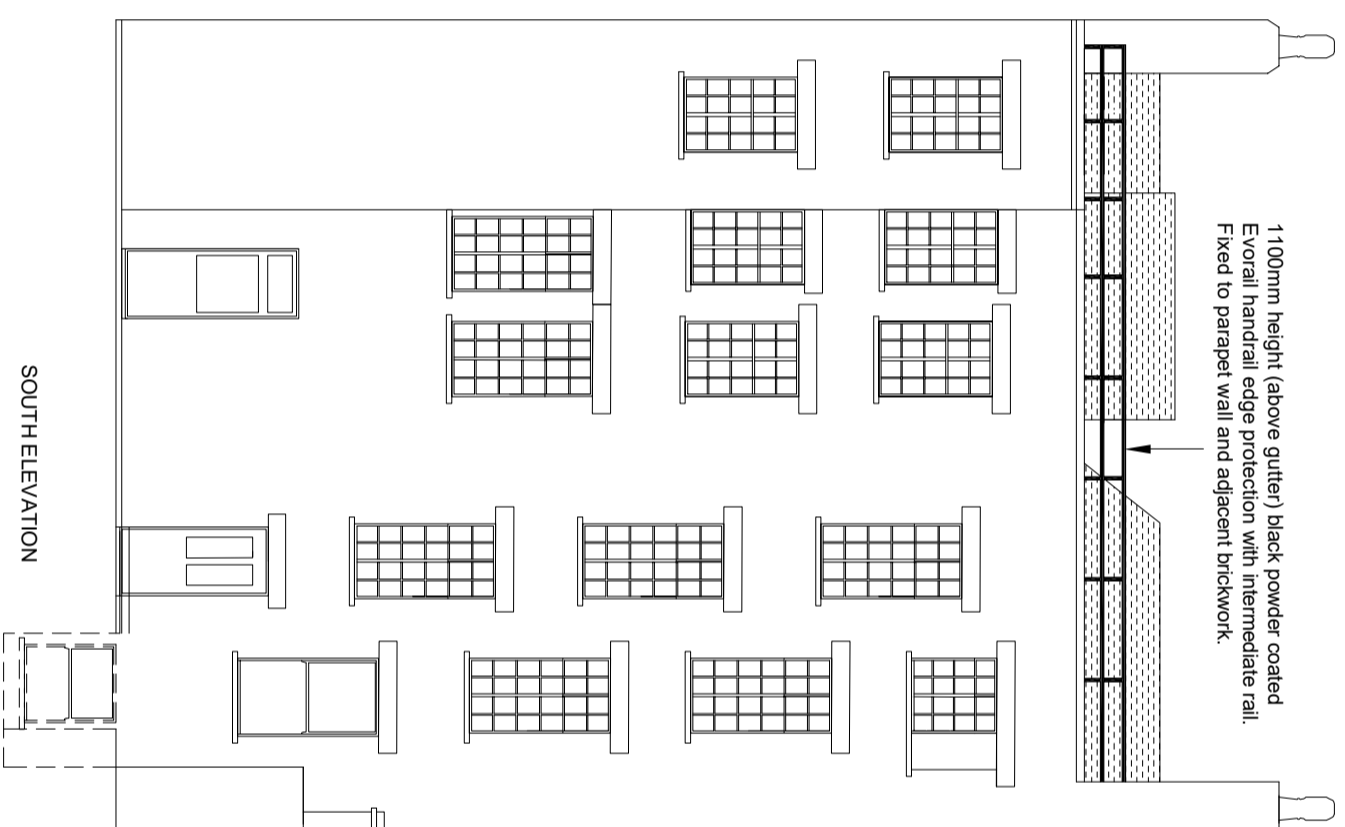 1100mm height (above gutter) black powder coated
Evorail handrail edge protection with intermediate rail.
Fixed to parapet wall and adjacent brickwork.
SOUTH ELEVATION